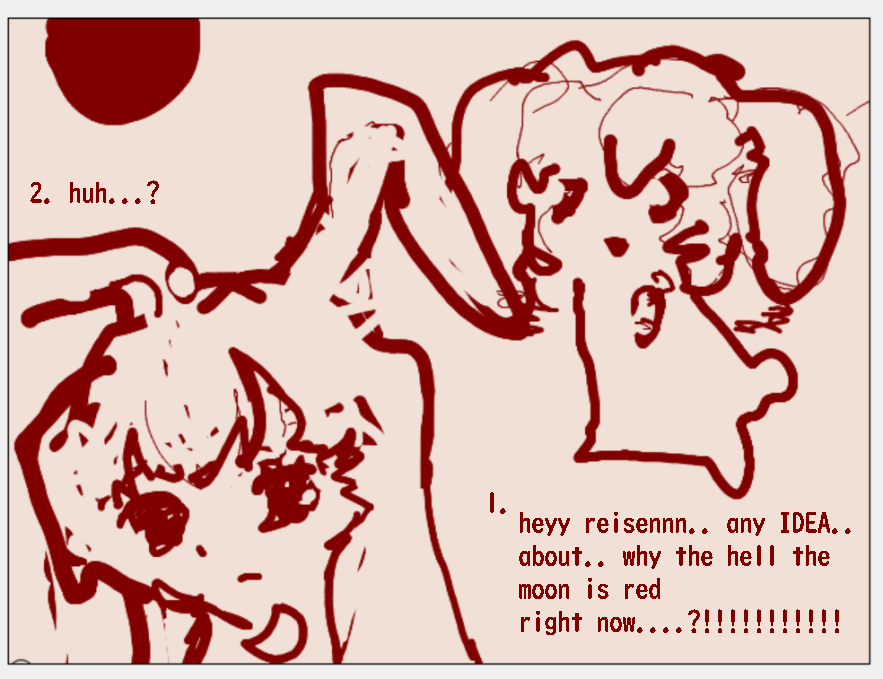 2. huh...?
1.
heyy reisennn.. any IDEA..
about.. why the hell the
moon is red
right now....?!!!!!!!!!!!